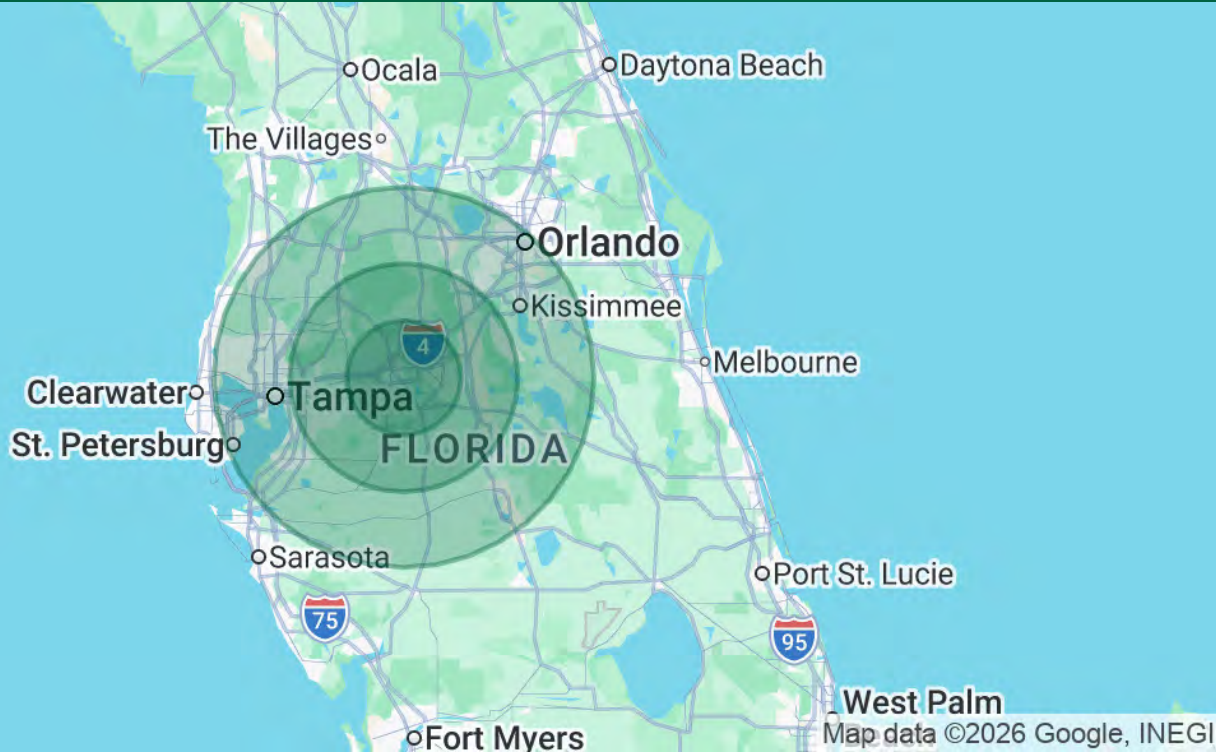 Daytona Beach
Ocala
The Villages
Orlando
Kissimmee
4
Melbourne
Clearwater
Tampa
St. Petersburg
FLORIDA
Sarasota
Port St. Lucie
75
95
West Palm
Beach
Fort Myers
Map data ©2026 Google, INEGI